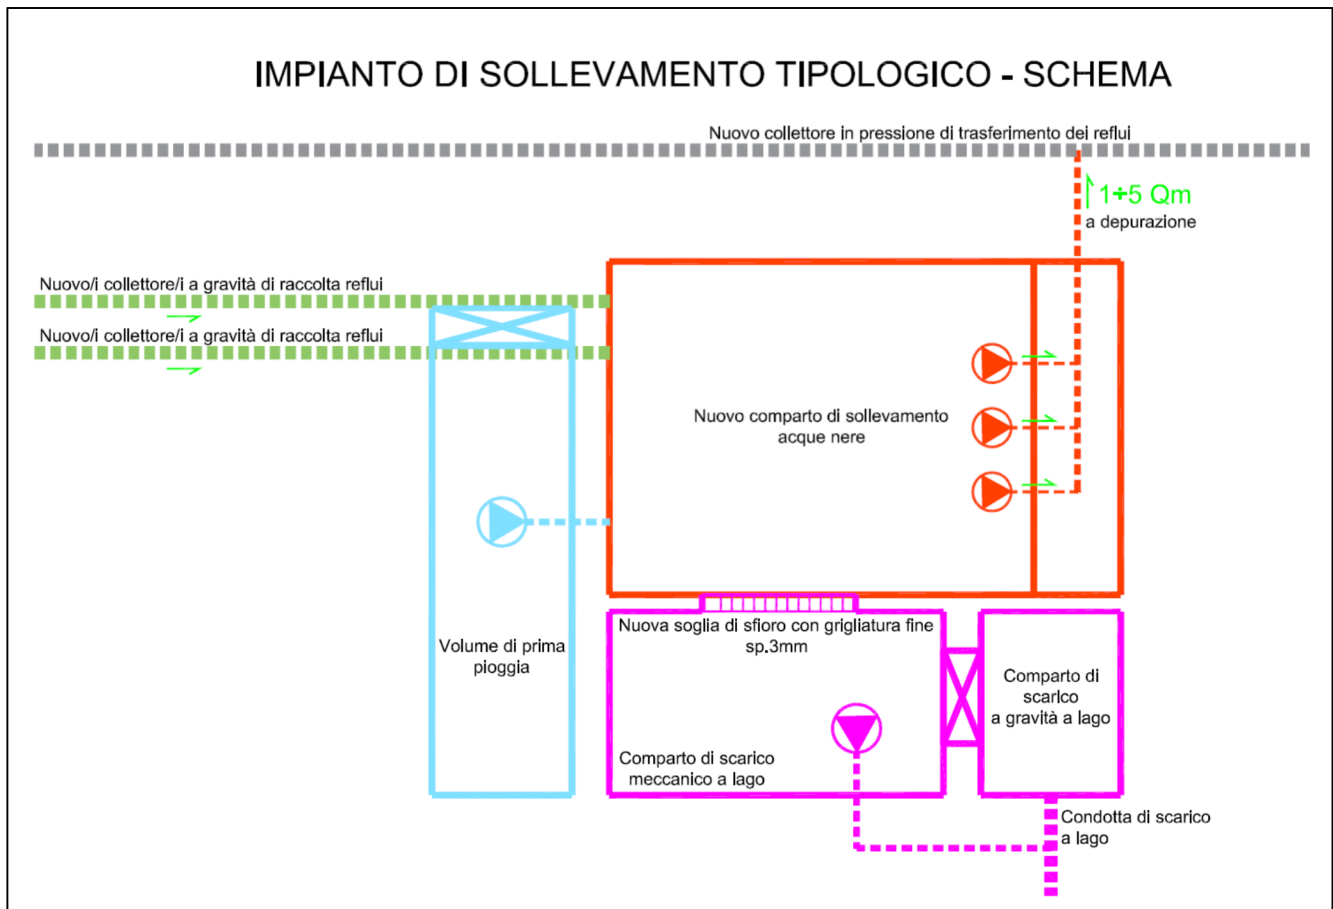 IMPIANTO DI SOLLEVAMENTO TIPOLOGICO - SCHEMA
Nuovo collettore in pressione di trasferimento dei reflui
1÷5 Qm
a depurazione
Nuovo/i collettore/i a gravità di raccolta reflui
Nuovo/i collettore/i a gravità di raccolta reflui
Nuovo comparto di sollevamento
acque nere
Nuova soglia di sfioro con grigliatura fine
sp.3mm
Volume di prima
pioggia
Comparto di
scarico
a gravità a lago
Comparto di scarico
meccanico a lago
Condotta di scarico
a lago